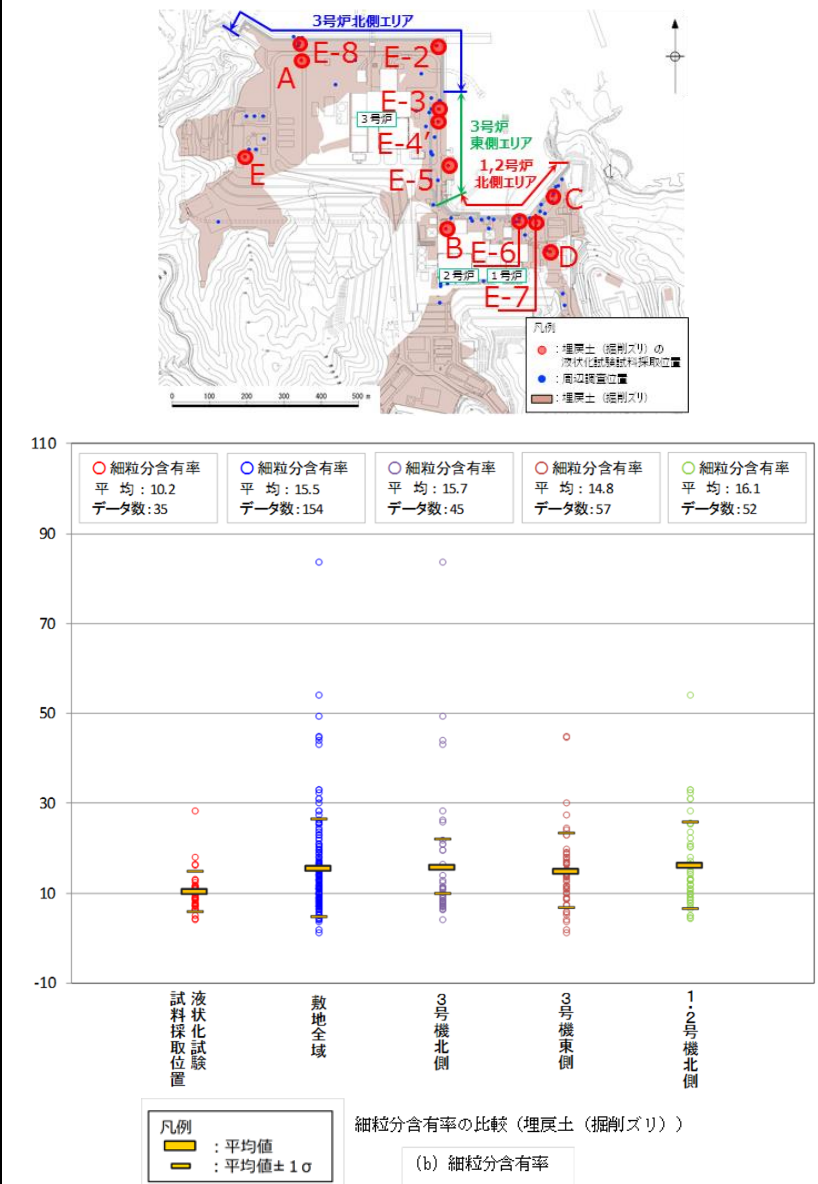 3号炉北側エリア
E-8
A
E-2
E-3
3号炉
E-4’
3号炉
東側エリア
1,2号炉
北側エリア
E
E-5
C
B
E-6
D
2号炉
1号炉
E-7
凡例
：埋戻土（掘削ズリ）の
液状化試験試料採取位置
：周辺調査位置
：埋戻土（掘削ズリ）
0 100 200 300 400 500 m
110
90
70
50
30
10
-10
細粒分含有率
平 均：10.2
データ数：35
細粒分含有率
平 均：15.5
データ数：154
細粒分含有率
平 均：15.7
データ数：45
細粒分含有率
平 均：14.8
データ数：57
細粒分含有率
平 均：16.1
データ数：52
液状化試験
試料採取位置
敷地全域
３号機北側
３号機東側
１・２号機北側
凡例
：平均値
：平均値±1σ
細粒分含有率の比較（埋戻土（掘削ズリ））
(b) 細粒分含有率